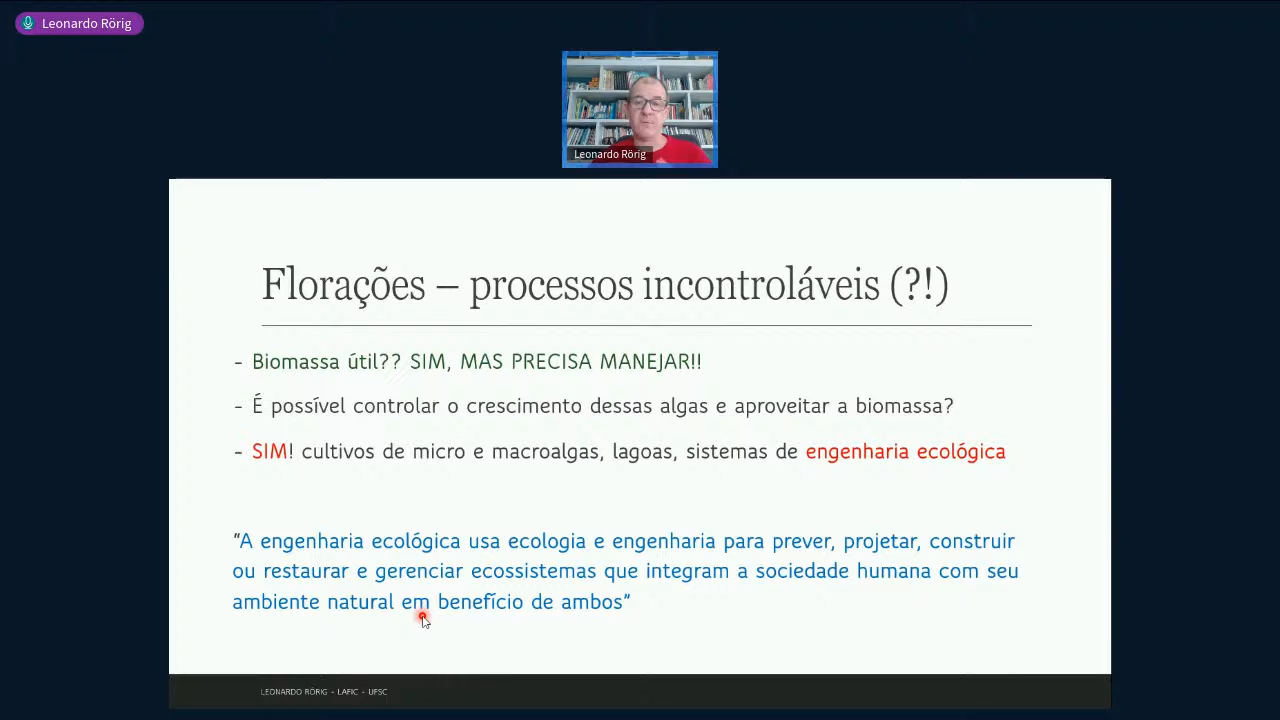 Leonardo Rörig
Leonardo Rörig
Florações – processos incontroláveis (?!)
- Biomassa útil?? SIM, MAS PRECISA MANEJAR!!
- É possível controlar o crescimento dessas algas e aproveitar a biomassa?
- SIM! cultivos de micro e macroalgas, lagoas, sistemas de engenharia ecológica
“A engenharia ecológica usa ecologia e engenharia para prever, projetar, construir
ou restaurar e gerenciar ecossistemas que integram a sociedade humana com seu
ambiente natural em benefício de ambos”
LEONARDO RÖRIG - LAFIC - UFSC